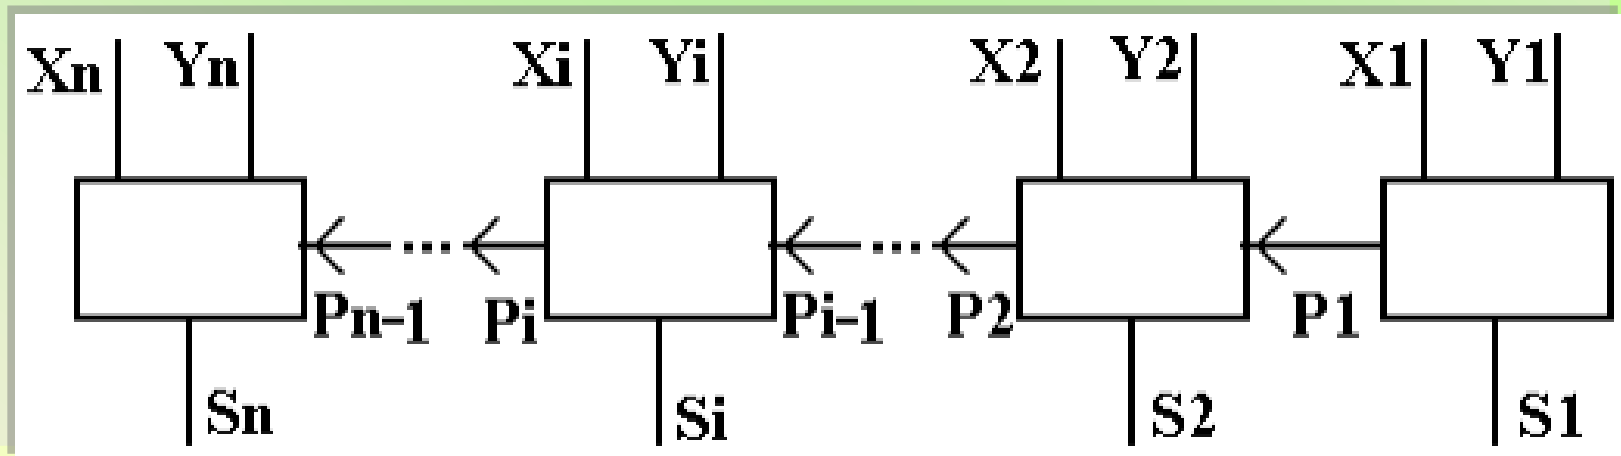 Xn Yn Xi Yi X2 Y2 X1 Y1
Pn-1 Pi Pi-1 P2 P1
Sn Si S2 S1